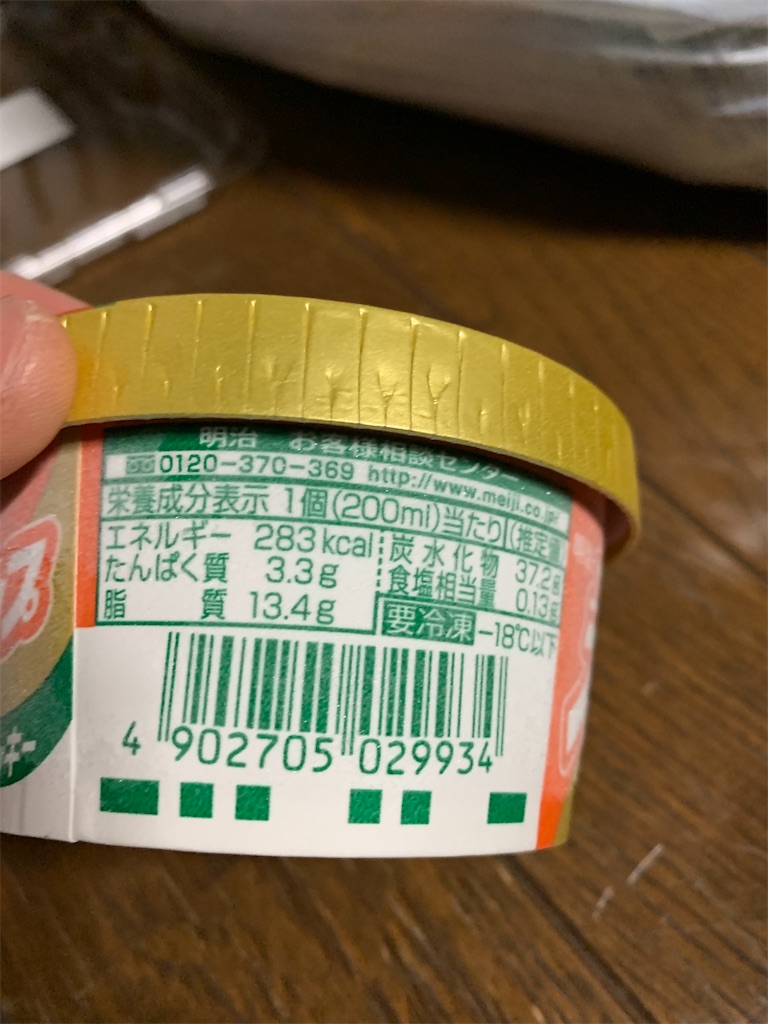 明治 お客様相談センター
0120-370-369 http://www.meiji.co.jp
栄養成分表示 1個(200ml)当たり(推定値
エネルギー 283kcal
たんぱく質 3.3g
脂質 13.4g
炭水化物 37.2g
食塩相当量 0.13g
要冷凍 -18℃以下
4 902705 029934
プ
キー